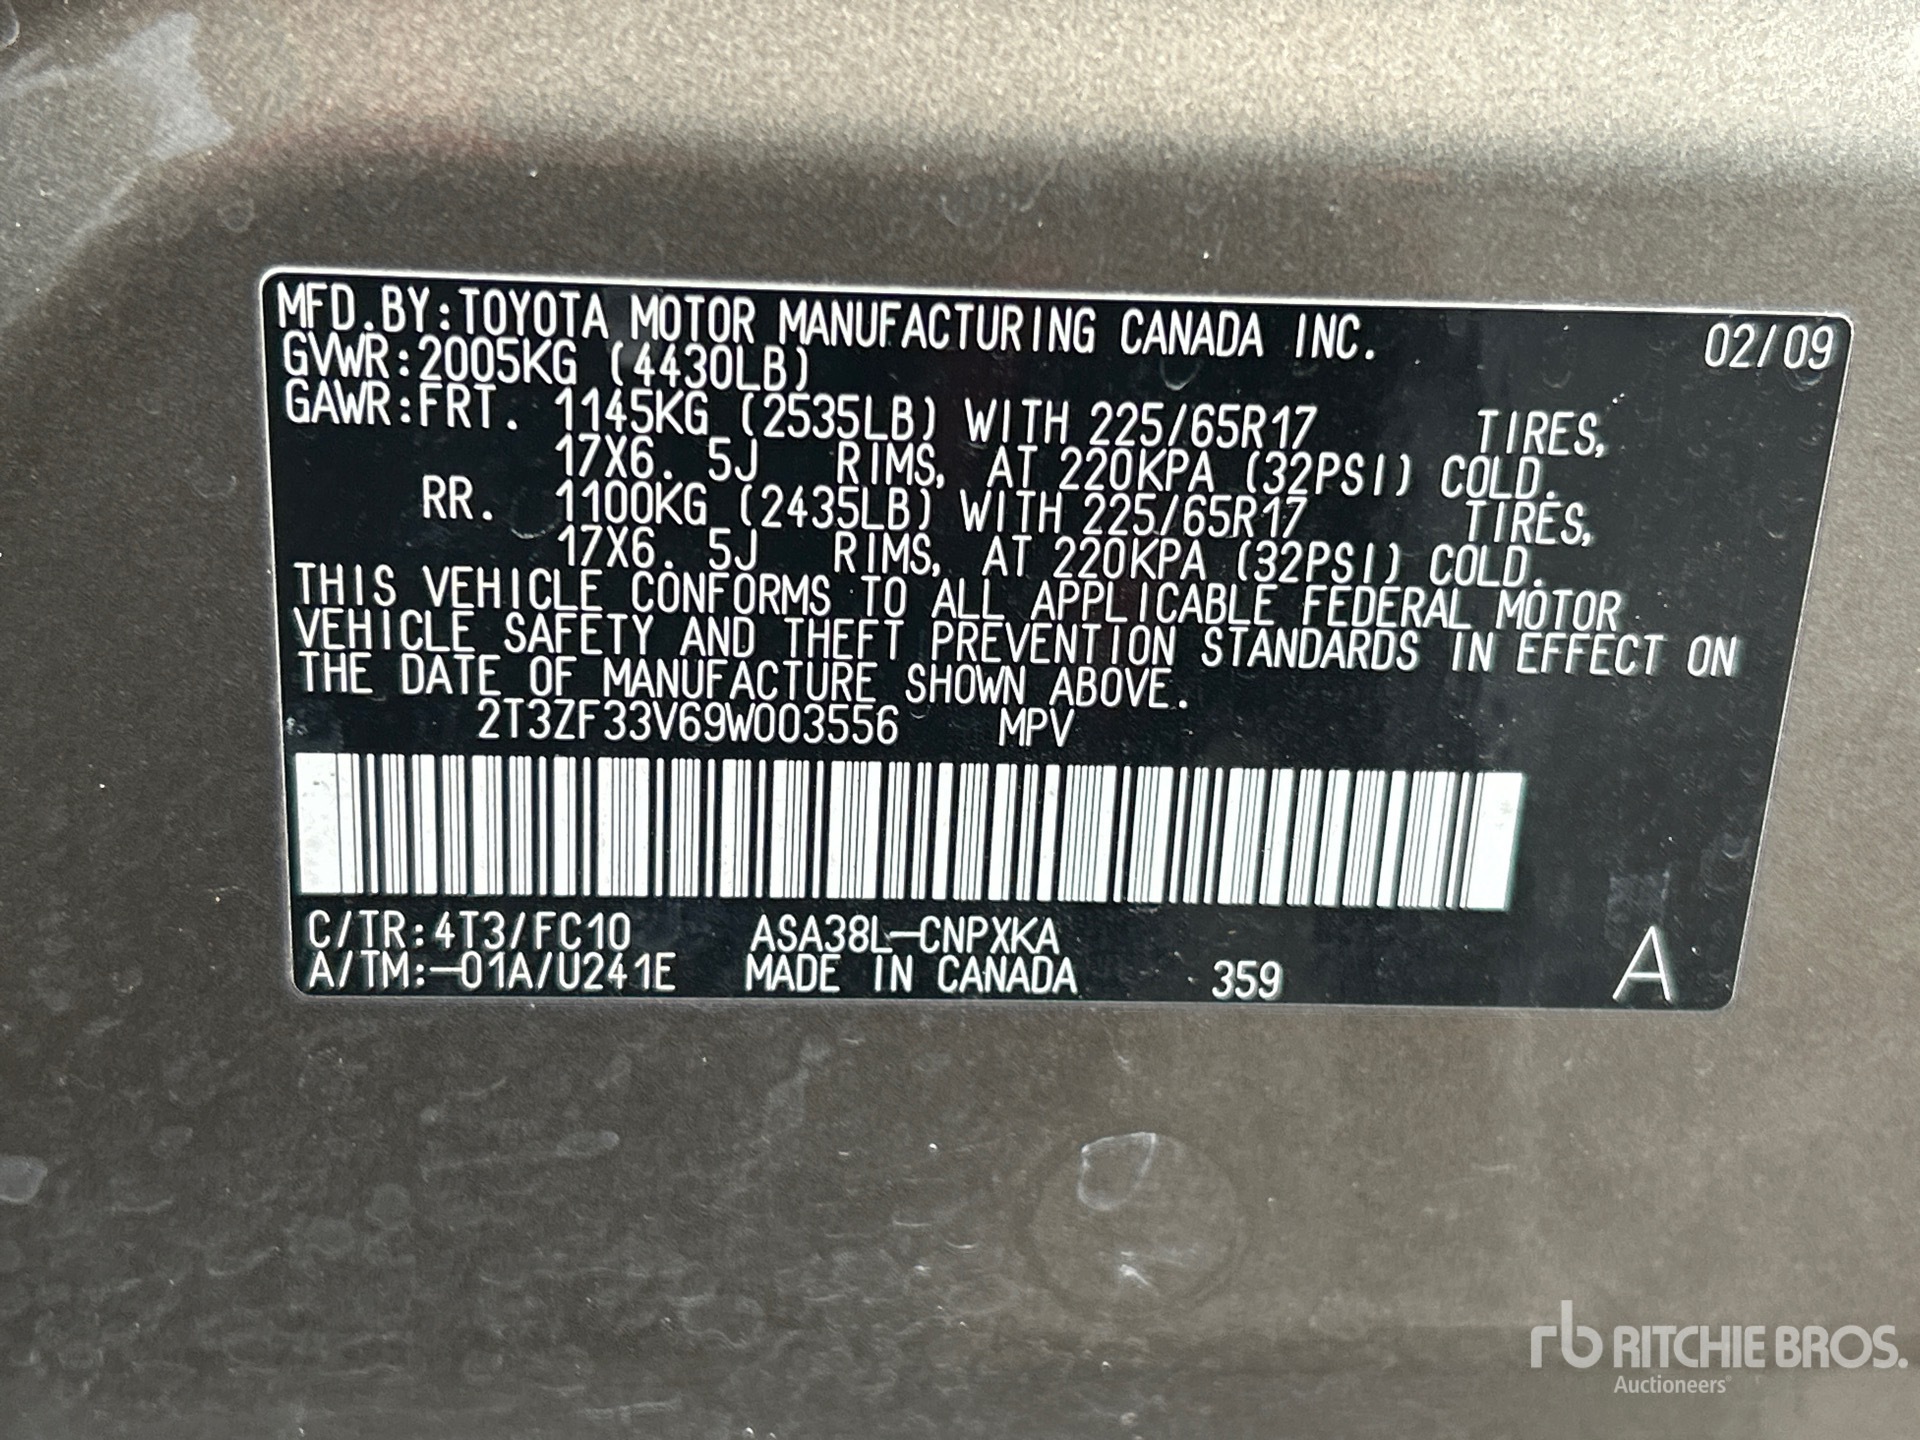 MFD.BY:TOYOTA MOTOR MANUFACTURING CANADA INC. 02/09
GVWR:2005KG (4430LB)
GAWR:FRT. 1145KG (2535LB) WITH 225/65R17 TIRES,
17X6.5J RIMS, AT 220KPA (32PSI) COLD.
RR. 1100KG (2435LB) WITH 225/65R17 TIRES,
17X6.5J RIMS, AT 220KPA (32PSI) COLD.
THIS VEHICLE CONFORMS TO ALL APPLICABLE FEDERAL MOTOR
VEHICLE SAFETY AND THEFT PREVENTION STANDARDS IN EFFECT ON
THE DATE OF MANUFACTURE SHOWN ABOVE.
2T3ZF33V69W003556 MPV
C/TR:4T3/FC10 ASA38L-CNPXKA
A/TM:-01A/U241E MADE IN CANADA 359 A
rb RITCHIE BROS.
Auctioneers